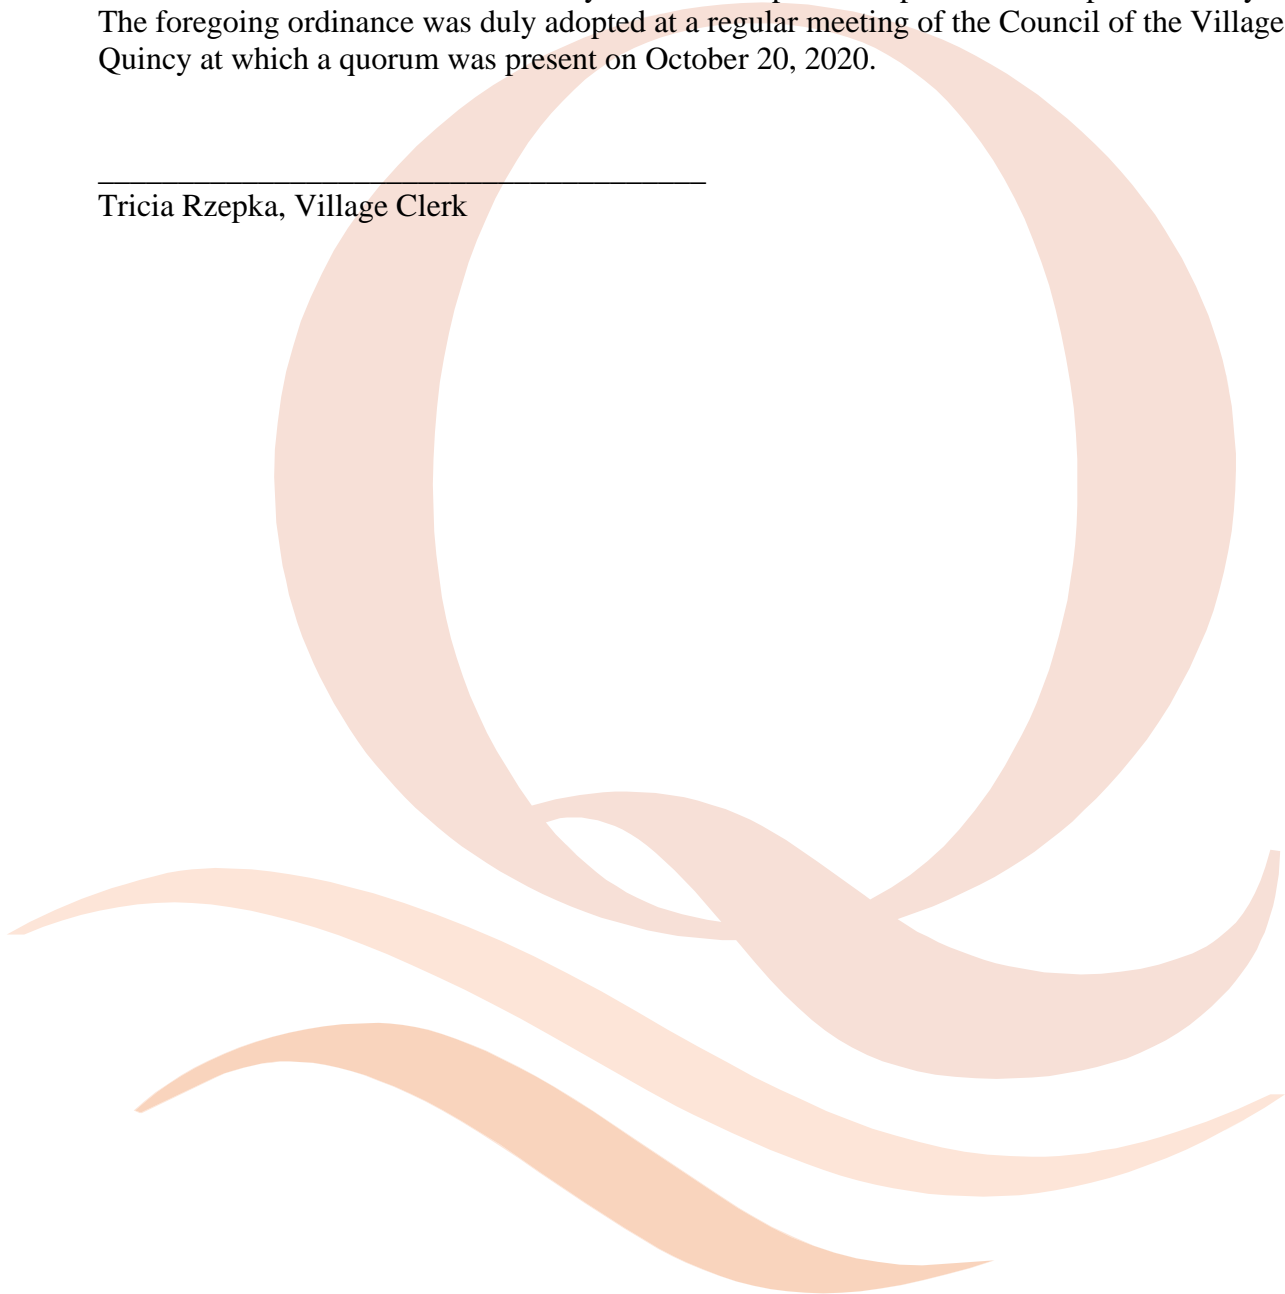 The foregoing ordinance was duly adopted at a regular meeting of the Council of the Village
Quincy at which a quorum was present on October 20, 2020.
Tricia Rzepka, Village Clerk
Q